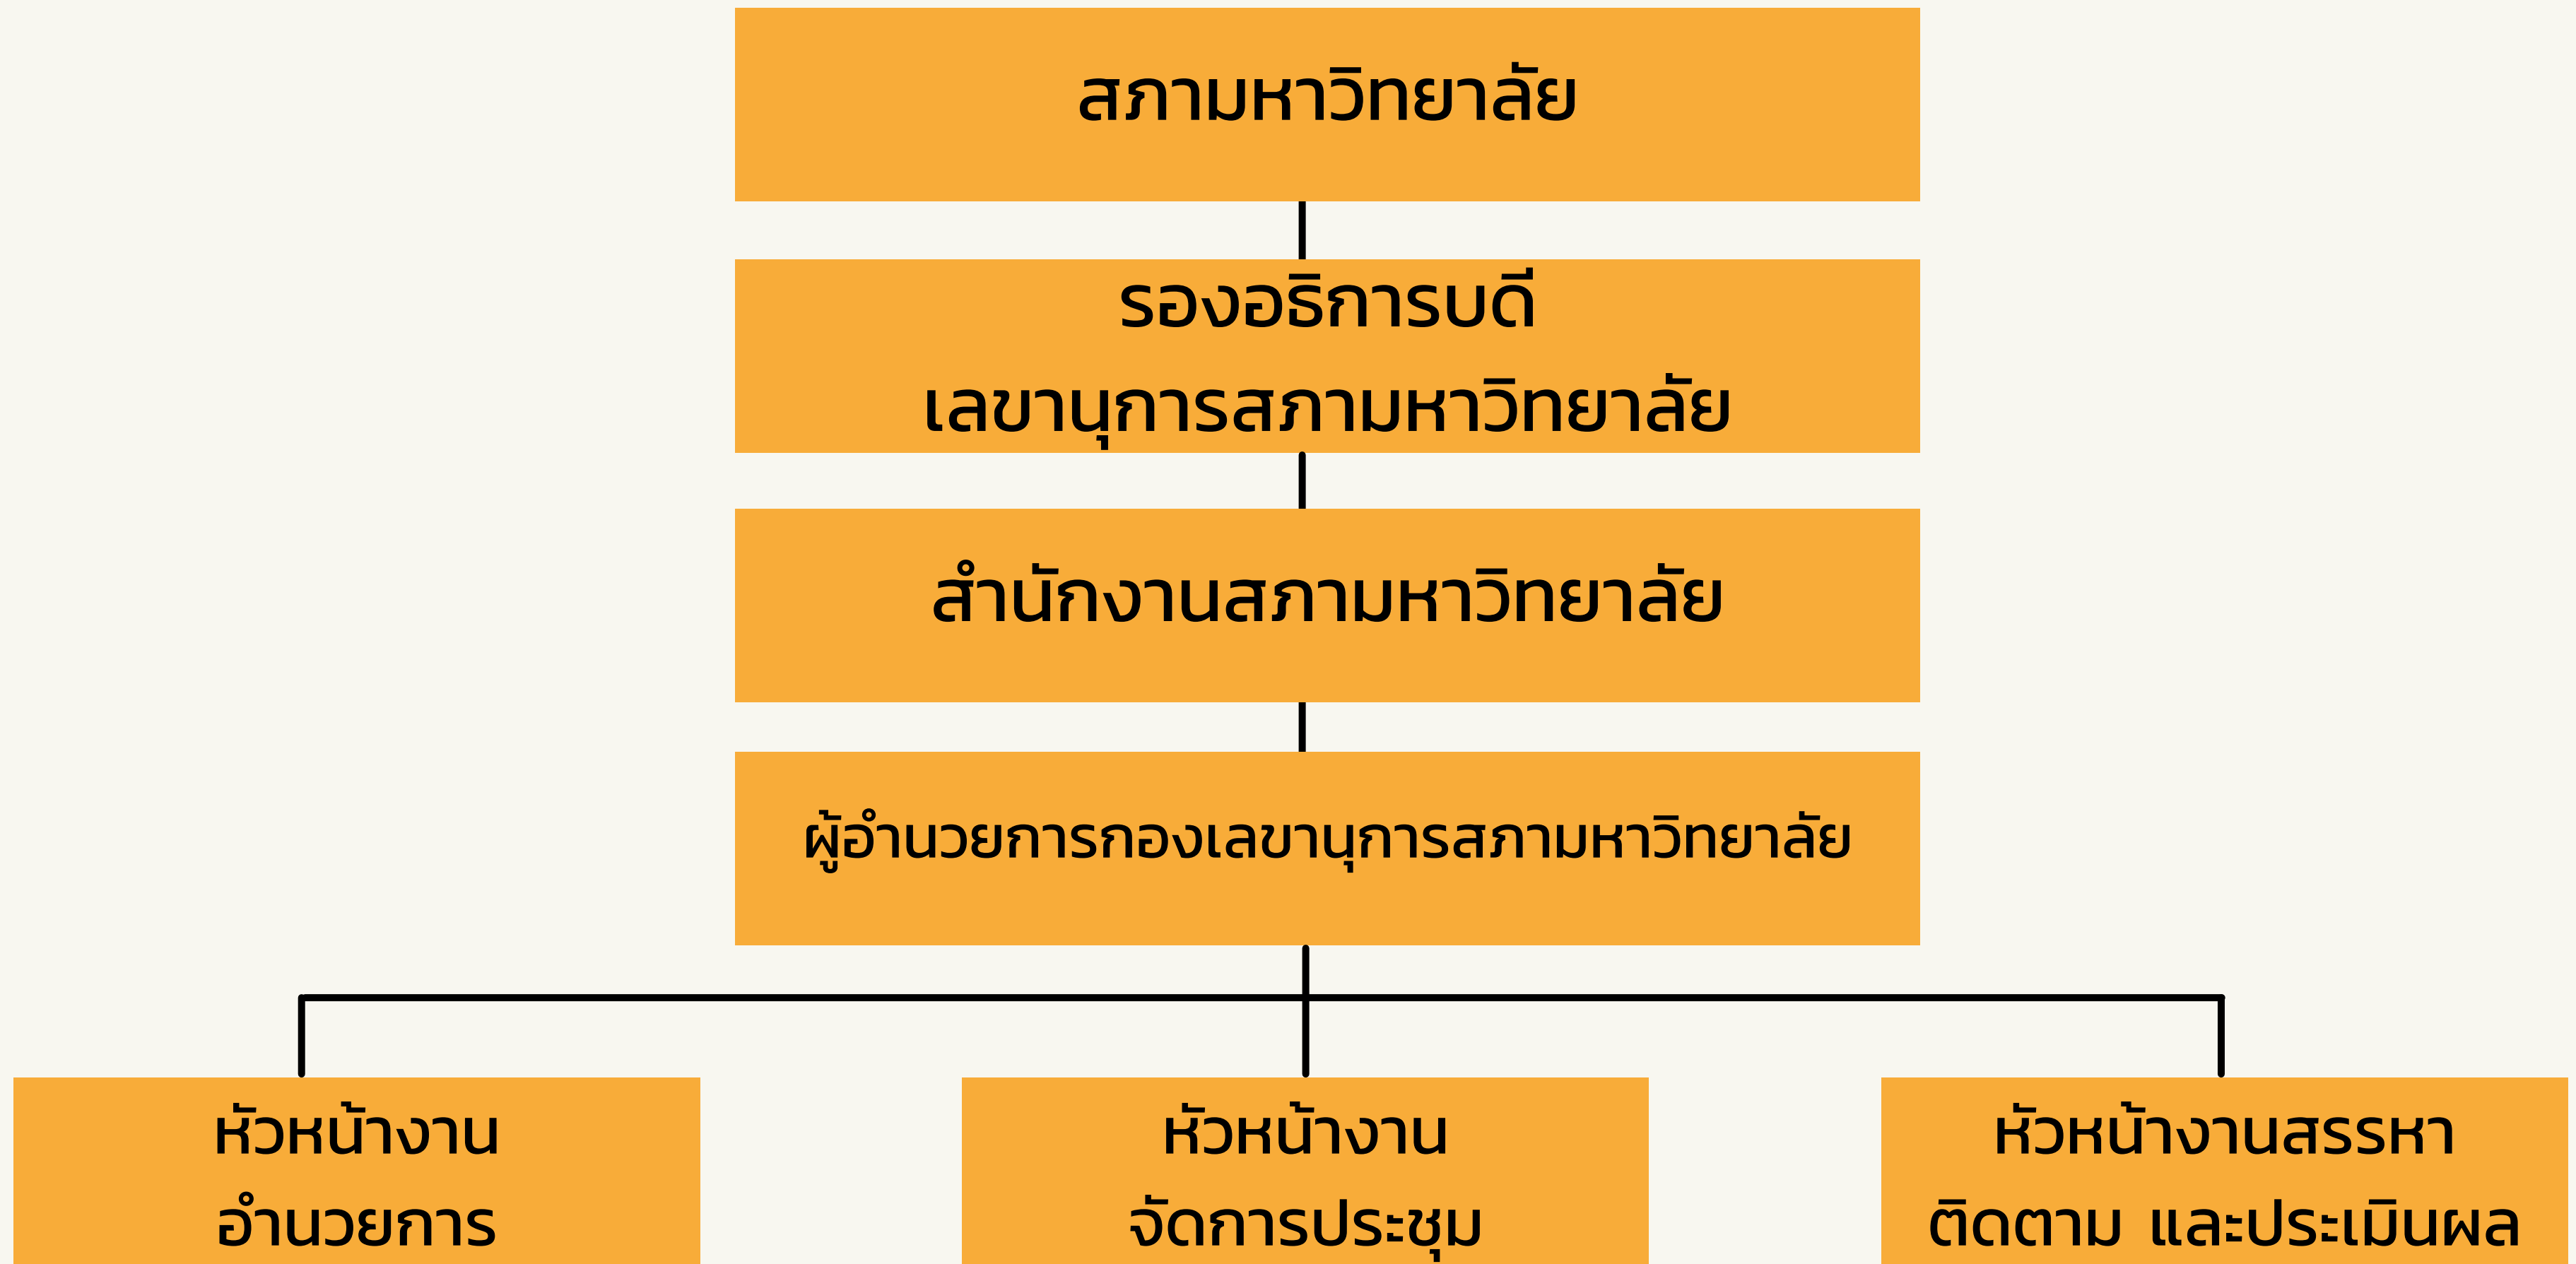 สภามหาวิทยาลัย
รองอธิการบดี
เลขานุการสภามหาวิทยาลัย
สำนักงานสภามหาวิทยาลัย
ผู้อำนวยการกองเลขานุการสภามหาวิทยาลัย
หัวหน้างาน
อำนวยการ
หัวหน้างาน
จัดการประชุม
หัวหน้างานสรรหา
ติดตาม และประเมินผล